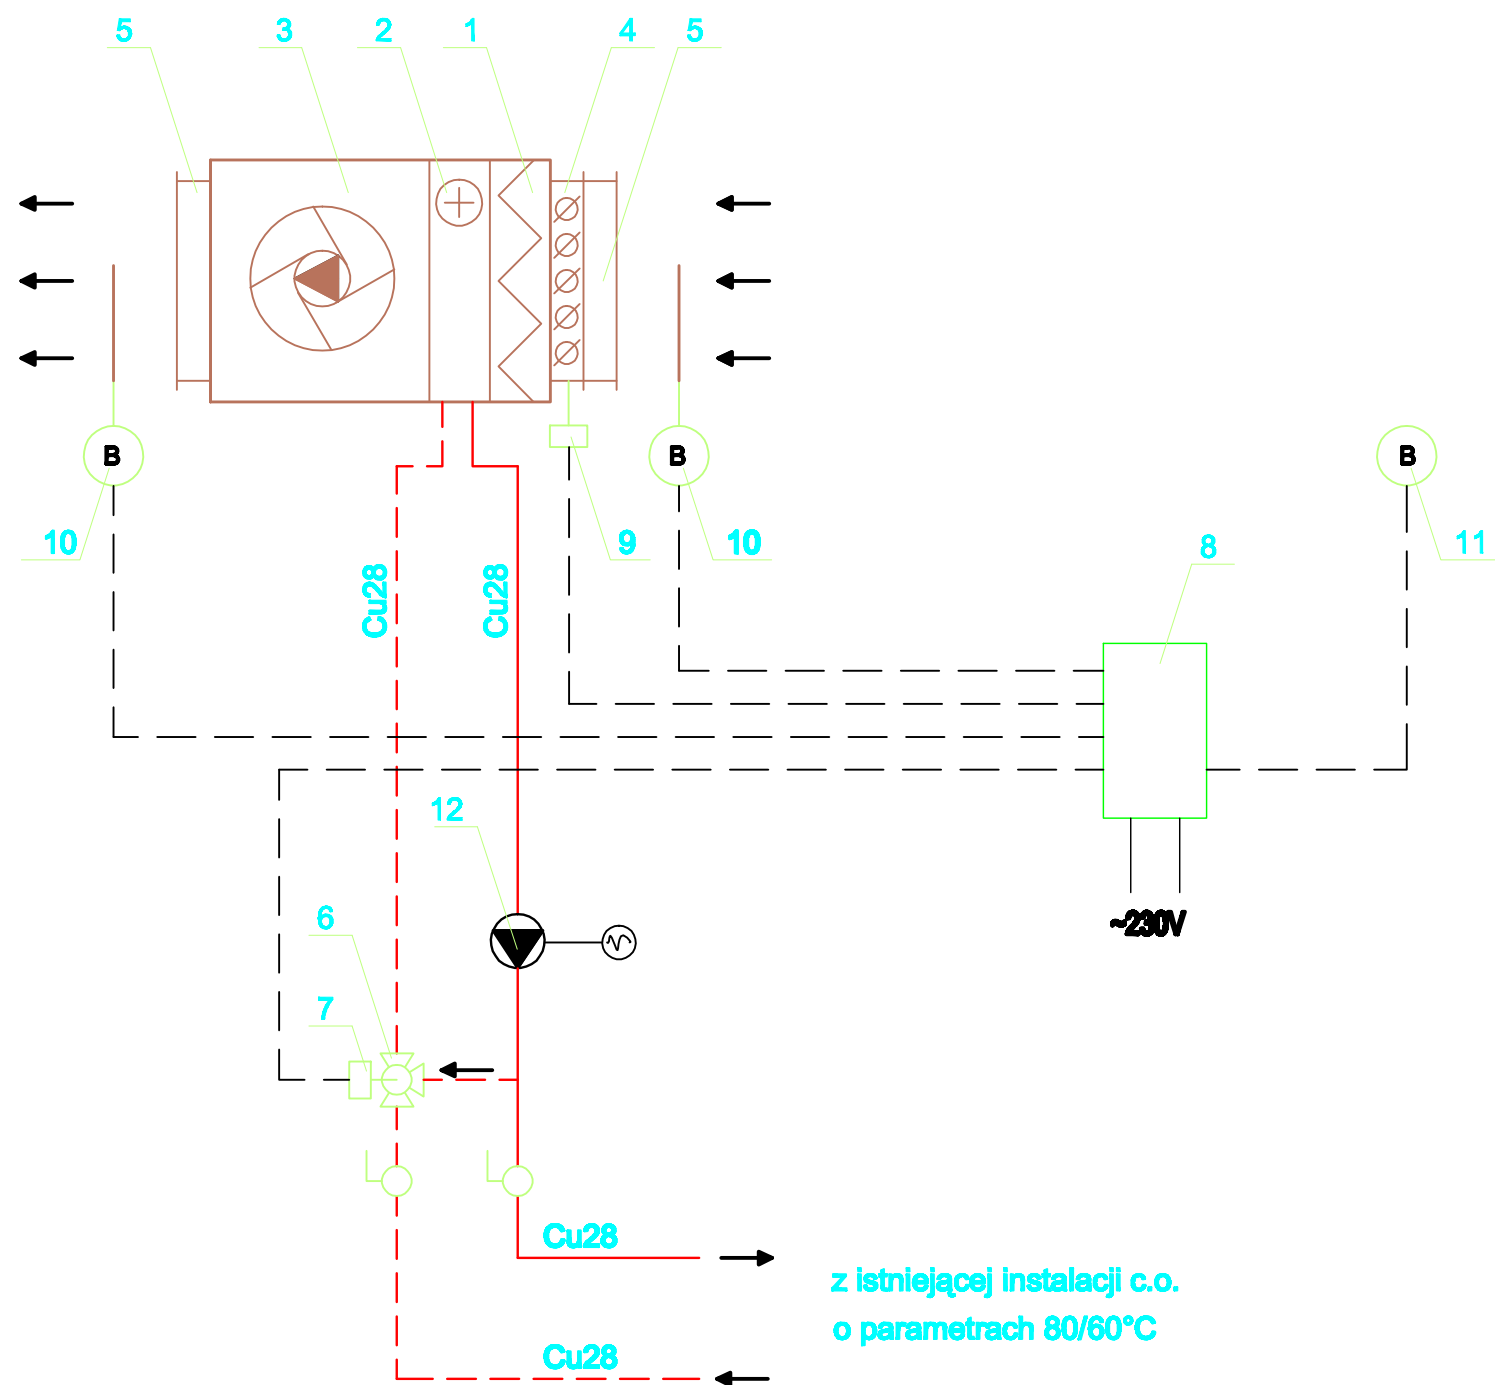 5 3 2 1 4 5
B B B
10 9 10 11
8
Cu28 Cu28
12
~230V
6
7
Cu28
z istniejącej instalacji c.o.
o parametrach 80/60°C
Cu28